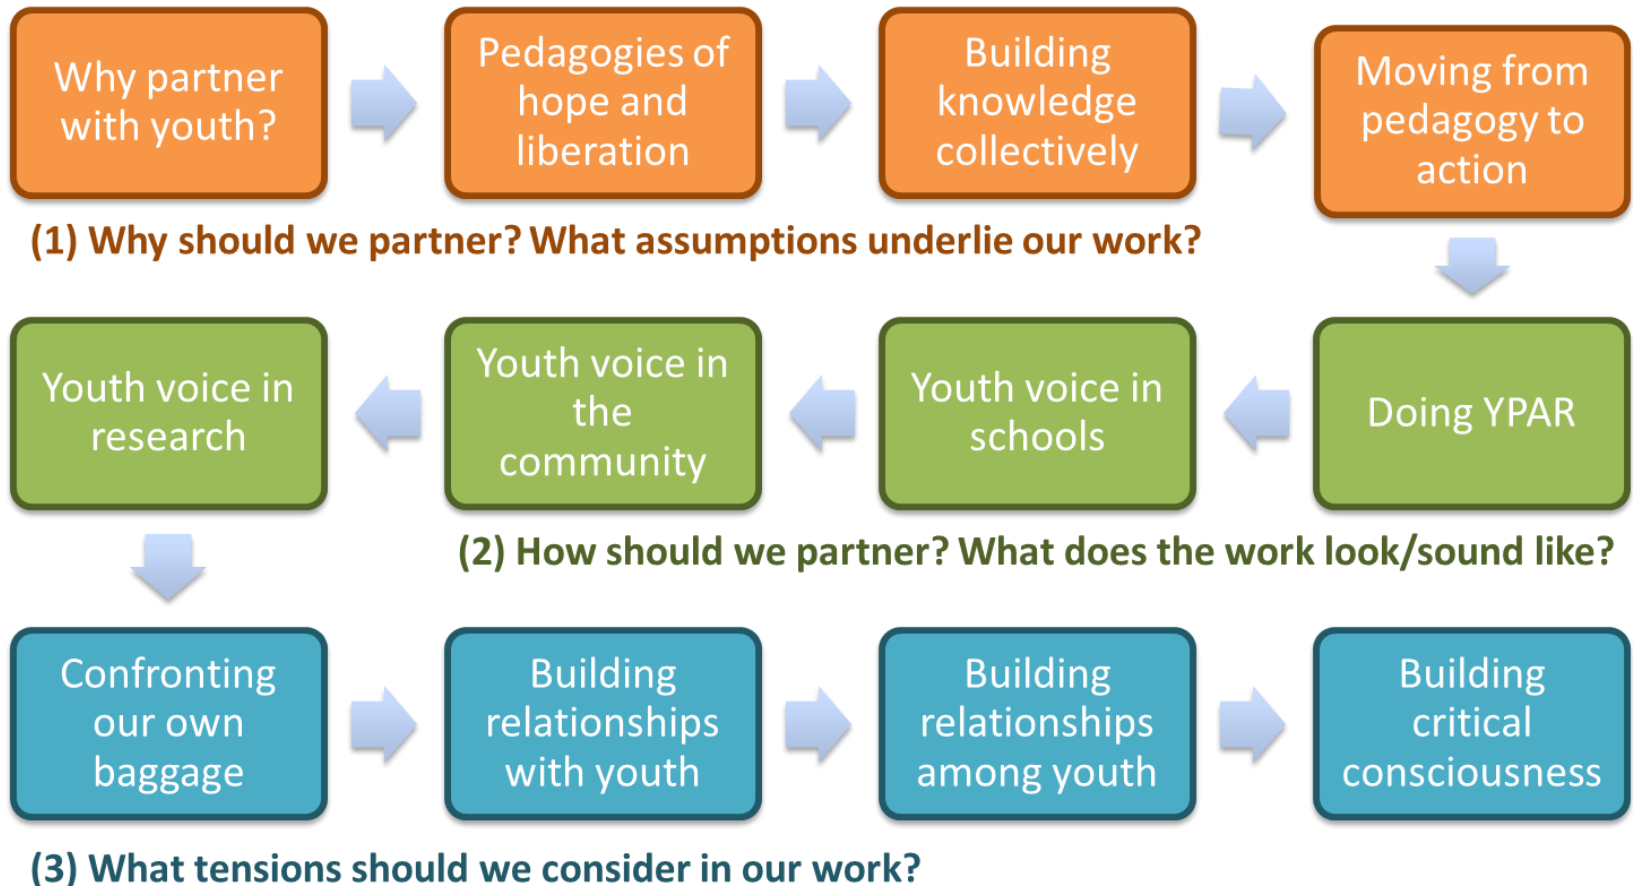 Why partner
with youth?
Pedagogies of
hope and
liberation
Building
knowledge
collectively
Moving from
pedagogy to
action
(1) Why should we partner? What assumptions underlie our work?
Doing YPAR
Youth voice in
schools
Youth voice in
the
community
Youth voice in
research
(2) How should we partner? What does the work look/sound like?
Confronting
our own
baggage
Building
relationships
with youth
Building
relationships
among youth
Building
critical
consciousness
(3) What tensions should we consider in our work?